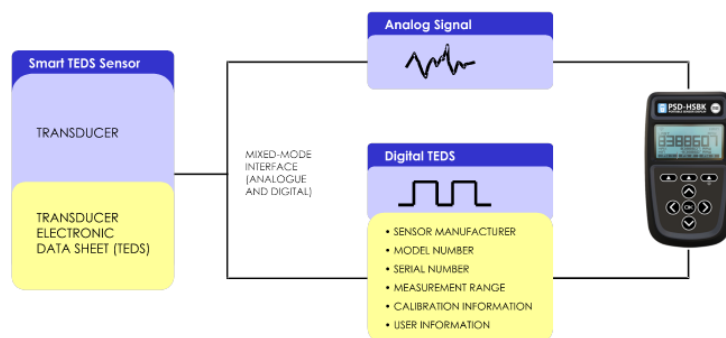 Smart TEDS Sensor
TRANSDUCER
TRANSDUCER
ELECTRONIC
DATA SHEET (TEDS)
MIXED-MODE
INTERFACE
(ANALOGUE
AND DIGITAL)
Analog Signal
Digital TEDS
• SENSOR MANUFACTURER
• MODEL NUMBER
• SERIAL NUMBER
• MEASUREMENT RANGE
• CALIBRATION INFORMATION
• USER INFORMATION
PSD-HSBK
8388607
OK